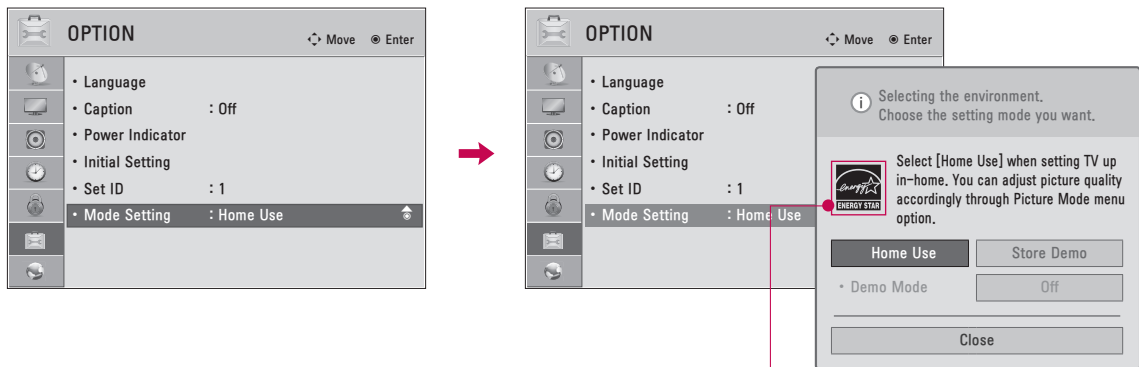 OPTION
Move Enter
• Language
• Caption : Off
• Power Indicator
• Initial Setting
• Set ID : 1
• Mode Setting : Home Use
OPTION
Move Enter
• Language
• Caption : Off
• Power Indicator
• Initial Setting
• Set ID : 1
• Mode Setting : Home Use
i
Selecting the environment.
Choose the setting mode you want.
energy
ENERGY STAR
Select [Home Use] when setting TV up
in-home. You can adjust picture quality
accordingly through Picture Mode menu
option.
Home Use Store Demo
• Demo Mode Off
Close